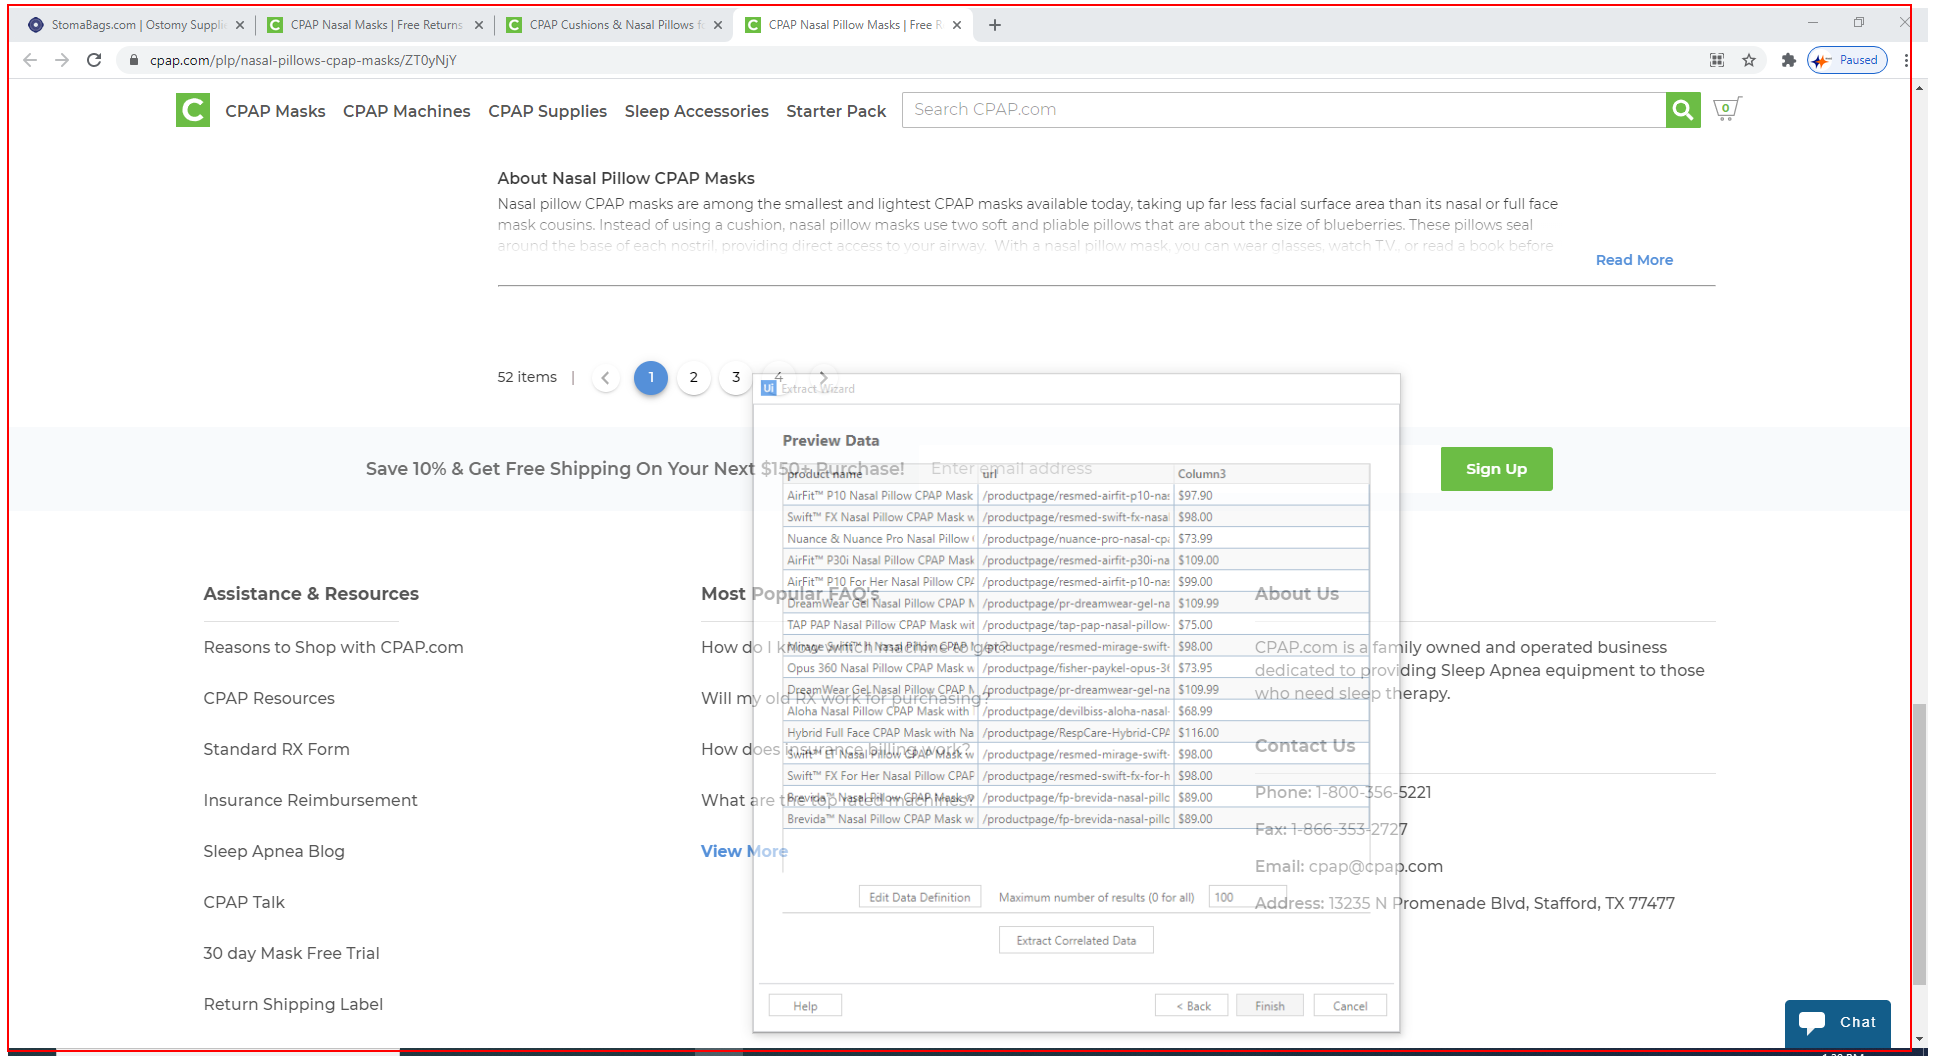 StomaBags.com | Ostomy Supplie
CPAP Nasal Masks | Free Returns
CPAP Cushions & Nasal Pillows fo
CPAP Nasal Pillow Masks | Free R
cpap.com/plp/nasal-pillows-cpap-masks/ZT0yNjY
Paused
C CPAP Masks CPAP Machines CPAP Supplies Sleep Accessories Starter Pack Search CPAP.com 0
About Nasal Pillow CPAP Masks
Nasal pillow CPAP masks are among the smallest and lightest CPAP masks available today, taking up far less facial surface area than its nasal or full face
mask cousins. Instead of using a cushion, nasal pillow masks use two soft and pliable pillows that are about the size of blueberries. These pillows seal
around the base of each nostril, providing direct access to your airway. With a nasal pillow mask, you can wear glasses, watch T.V., or read a book before
Read More
52 items | 1 2 3 4
Save 10% & Get Free Shipping On Your Next $150+ Purchase! Enter email address Sign Up
Assistance & Resources
Reasons to Shop with CPAP.com
CPAP Resources
Standard RX Form
Insurance Reimbursement
Sleep Apnea Blog
CPAP Talk
30 day Mask Free Trial
Return Shipping Label
Most Popular FAQ's
How do I know which machine to get?
Will my old RX work for purchasing?
How does insurance billing work?
What are the top rated machines?
View More
About Us
CPAP.com is a family owned and operated business
dedicated to providing Sleep Apnea equipment to those
who need sleep therapy.
Contact Us
Phone: 1-800-356-5221
Fax: 1-866-353-2727
Email: cpap@cpap.com
Address: 13235 N Promenade Blvd, Stafford, TX 77477
Ui Extract Wizard
Preview Data
product name url Column3
AirFit™ P10 Nasal Pillow CPAP Mask /productpage/resmed-airfit-p10-nas $97.90
Swift™ FX Nasal Pillow CPAP Mask w /productpage/resmed-swift-fx-nasal $98.00
Nuance & Nuance Pro Nasal Pillow /productpage/nuance-pro-nasal-cpa $73.99
AirFit™ P30i Nasal Pillow CPAP Mask /productpage/resmed-airfit-p30i-na $109.00
AirFit™ P10 For Her Nasal Pillow CPA /productpage/resmed-airfit-p10-nas $99.00
DreamWear Gel Nasal Pillow CPAP M /productpage/pr-dreamwear-gel-na $109.99
TAP PAP Nasal Pillow CPAP Mask wit /productpage/tap-pap-nasal-pillow- $75.00
Mirage Swift™ II Nasal Pillow CPAP /productpage/resmed-mirage-swift- $98.00
Opus 360 Nasal Pillow CPAP Mask w /productpage/fisher-paykel-opus-36 $73.95
DreamWear Gel Nasal Pillow CPAP M /productpage/pr-dreamwear-gel-na $109.99
Aloha Nasal Pillow CPAP Mask with /productpage/devilbiss-aloha-nasal- $68.99
Hybrid Full Face CPAP Mask with Na /productpage/RespCare-Hybrid-CPA $116.00
Swift™ LT Nasal Pillow CPAP Mask w /productpage/resmed-mirage-swift- $98.00
Swift™ FX For Her Nasal Pillow CPAP /productpage/resmed-swift-fx-for-h $98.00
Brevida™ Nasal Pillow CPAP Mask w /productpage/fp-brevida-nasal-pillc $89.00
Brevida™ Nasal Pillow CPAP Mask w /productpage/fp-brevida-nasal-pillc $89.00
Edit Data Definition Maximum number of results (0 for all) 100
Extract Correlated Data
Help < Back Finish Cancel
Chat